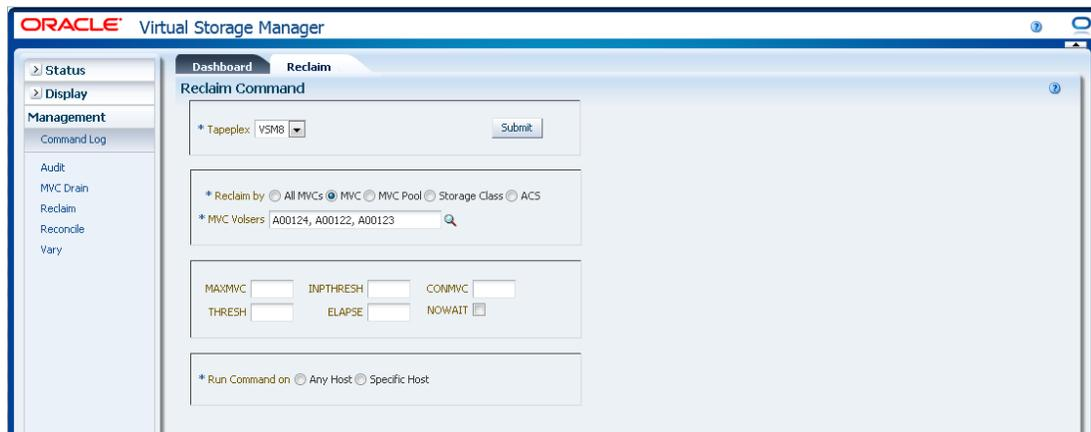 ORACLE Virtual Storage Manager
Status
Display
Management
Command Log
Audit
MVC Drain
Reclaim
Reconcile
Vary
Dashboard Reclaim
Reclaim Command
* Tapeplex VSM8 Submit
* Reclaim by All MVCs MVC MVC Pool Storage Class ACS
* MVC Volsers A00124, A00122, A00123
MAXMVC INPTHRESH CONMVC
THRESH ELAPSE NOWAIT
* Run Command on Any Host Specific Host